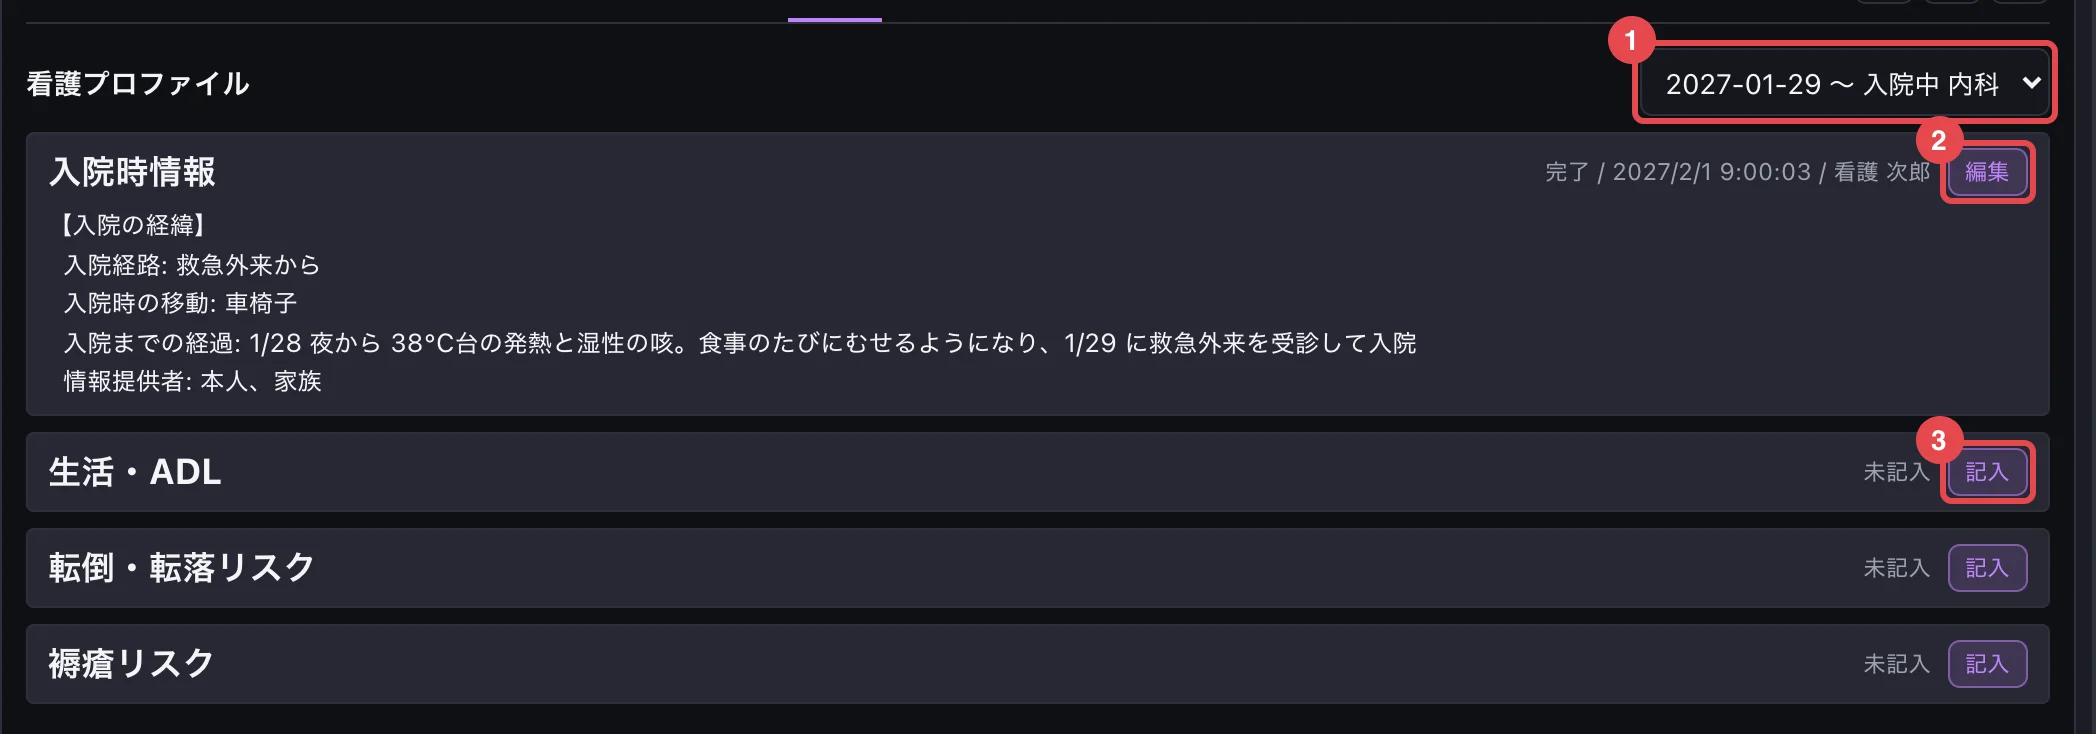 1
看護プロファイル
2027-01-29 〜 入院中 内科
2
入院時情報
完了 / 2027/2/1 9:00:03 / 看護 次郎
編集
【入院の経緯】
入院経路: 救急外来から
入院時の移動: 車椅子
入院までの経過: 1/28 夜から 38°C台の発熱と湿性の咳。食事のたびにむせるようになり、1/29 に救急外来を受診して入院
情報提供者: 本人、家族
3
生活・ADL
未記入
記入
転倒・転落リスク
未記入
記入
褥瘡リスク
未記入
記入